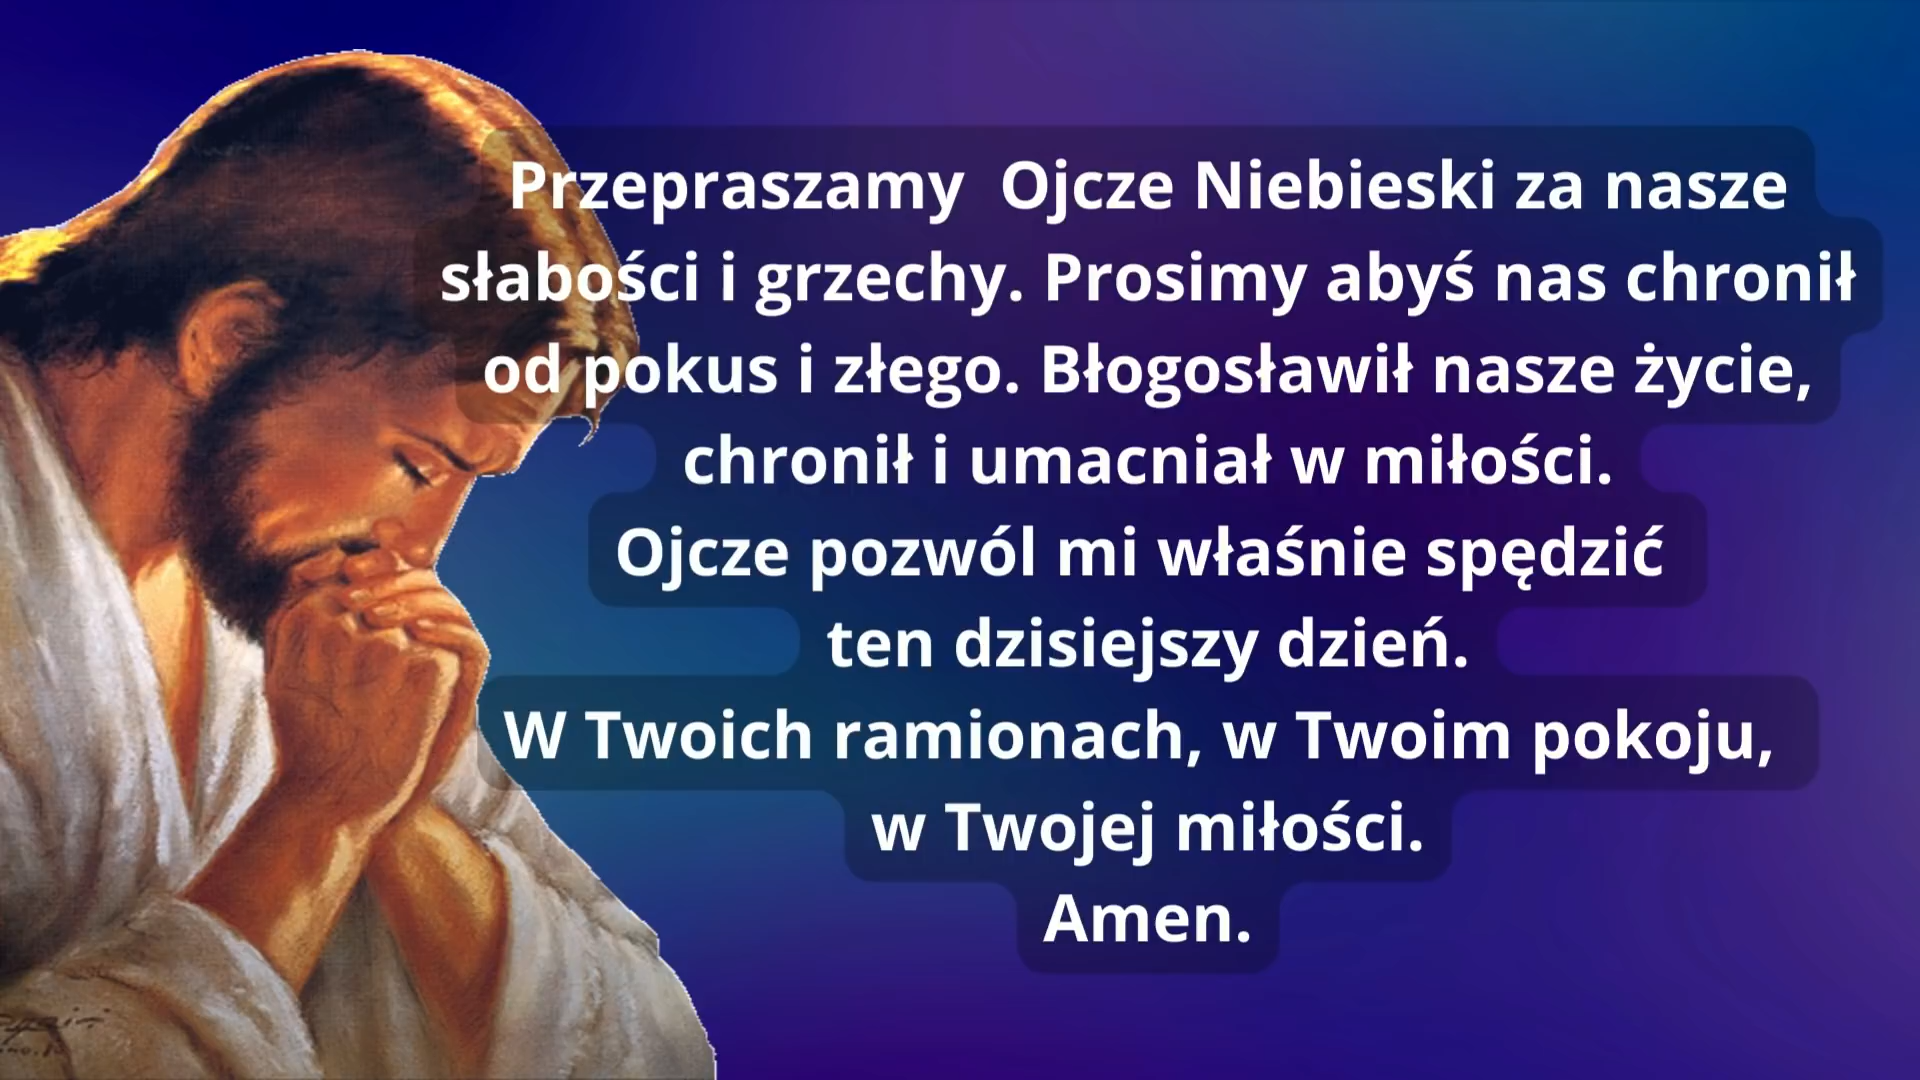 Przepraszamy  Ojcze Niebieski za nasze
słabości i grzechy. Prosimy abyś nas chronił
od pokus i złego. Błogosławił nasze życie,
chronił i umacniał w miłości.
Ojcze pozwól mi właśnie spędzić
ten dzisiejszy dzień.
W Twoich ramionach, w Twoim pokoju,
w Twojej miłości.
Amen.